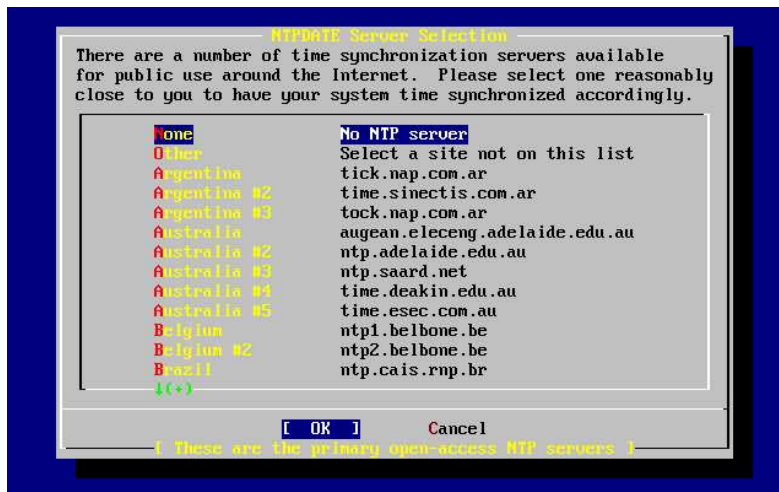 NTPDATE Server Selection
There are a number of time synchronization servers available
for public use around the Internet.  Please select one reasonably
close to you to have your system time synchronized accordingly.
None No NTP server
Other Select a site not on this list
Argentina tick.nap.com.ar
Argentina #2 time.sinectis.com.ar
Argentina #3 tock.nap.com.ar
Australia augean.eleceng.adelaide.edu.au
Australia #2 ntp.adelaide.edu.au
Australia #3 ntp.saard.net
Australia #4 time.deakin.edu.au
Australia #5 time.esec.com.au
Belgium ntp1.belbone.be
Belgium #2 ntp2.belbone.be
Brazil ntp.cais.rnp.br
↓(+)
[ OK ] Cancel
[ These are the primary open-access NTP servers ]